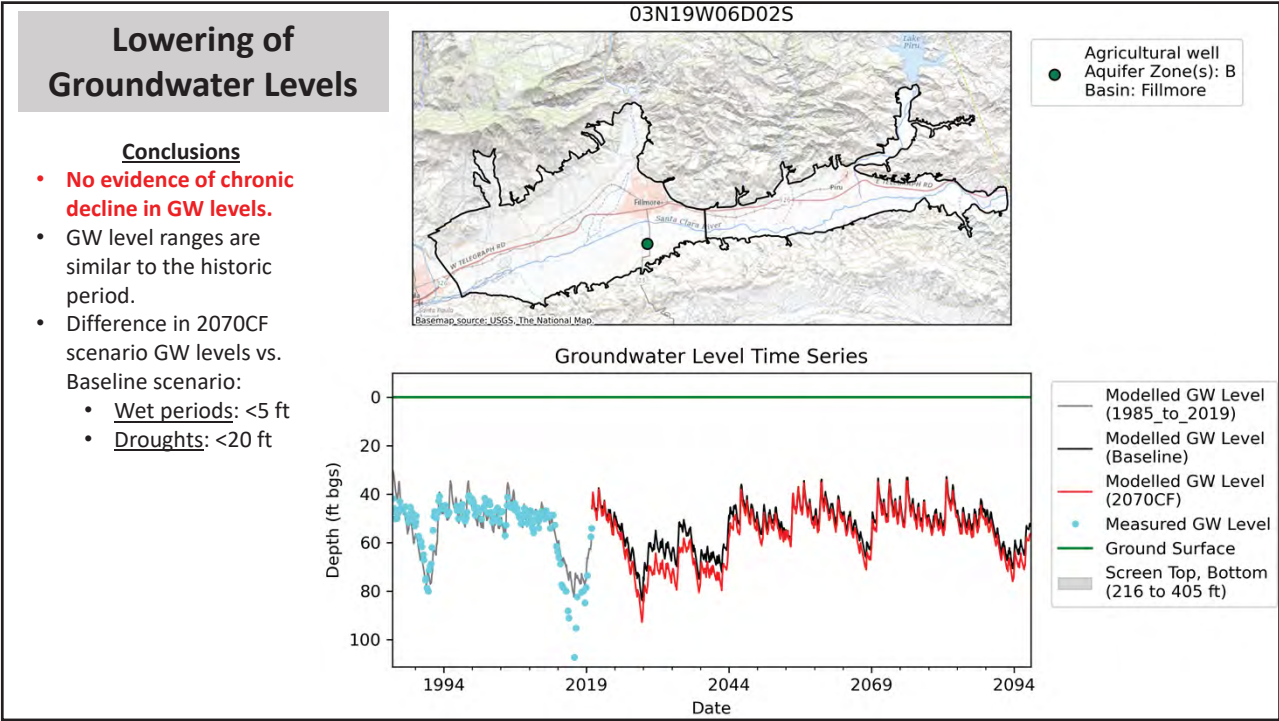 Lowering of
Groundwater Levels
Conclusions
• No evidence of chronic
decline in GW levels.
• GW level ranges are
similar to the historic
period.
• Difference in 2070CF
scenario GW levels vs.
Baseline scenario:
• Wet periods: <5 ft
• Droughts: <20 ft
03N19W06D02S
Lake
Piru
Fillmore
Piru
TELEGRAPH RD
Santa Clara River
W TELEGRAPH RD
Santa Paula
Basemap source: USGS, The National Map.
Agricultural well
Aquifer Zone(s): B
Basin: Fillmore
Groundwater Level Time Series
Depth (ft bgs)
0
20
40
60
80
100
1994
2019
2044
2069
2094
Date
Modelled GW Level
(1985_to_2019)
Modelled GW Level
(Baseline)
Modelled GW Level
(2070CF)
Measured GW Level
Ground Surface
Screen Top, Bottom
(216 to 405 ft)